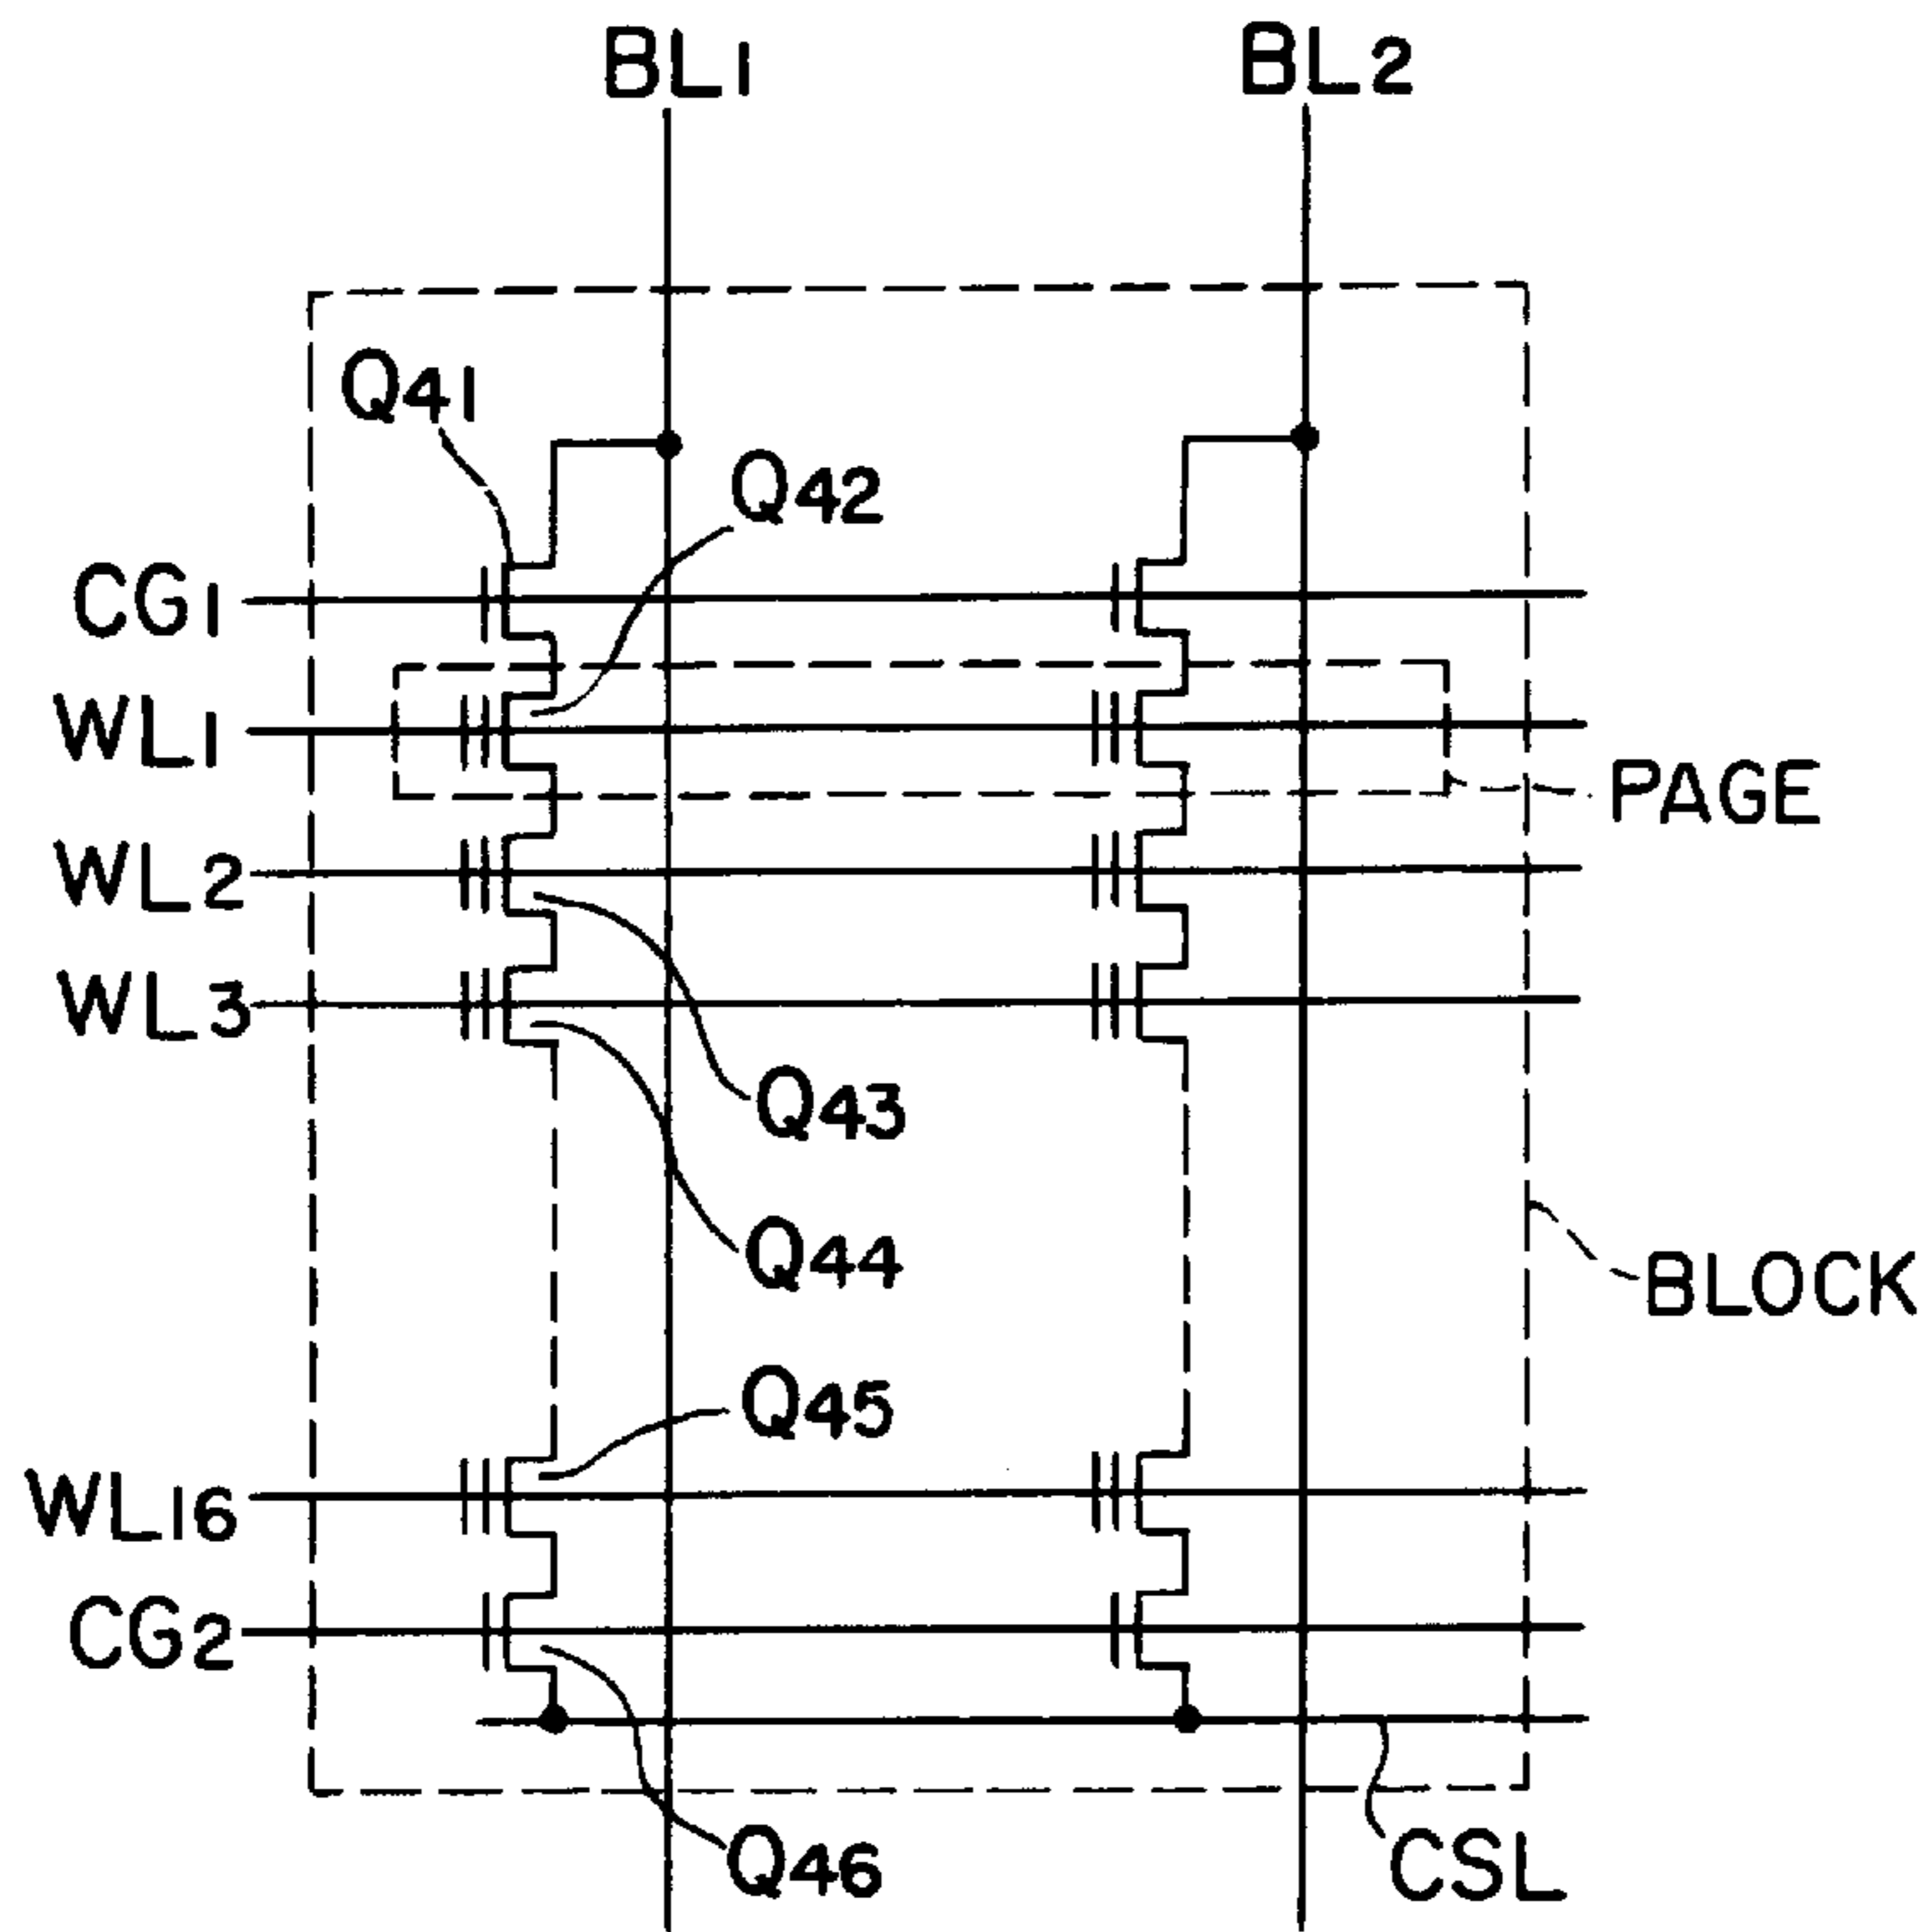 BL1
BL2
Q41
Q42
CG1
WL1
PAGE
WL2
WL3
Q43
Q44
BLOCK
Q45
WL16
CG2
Q46
CSL